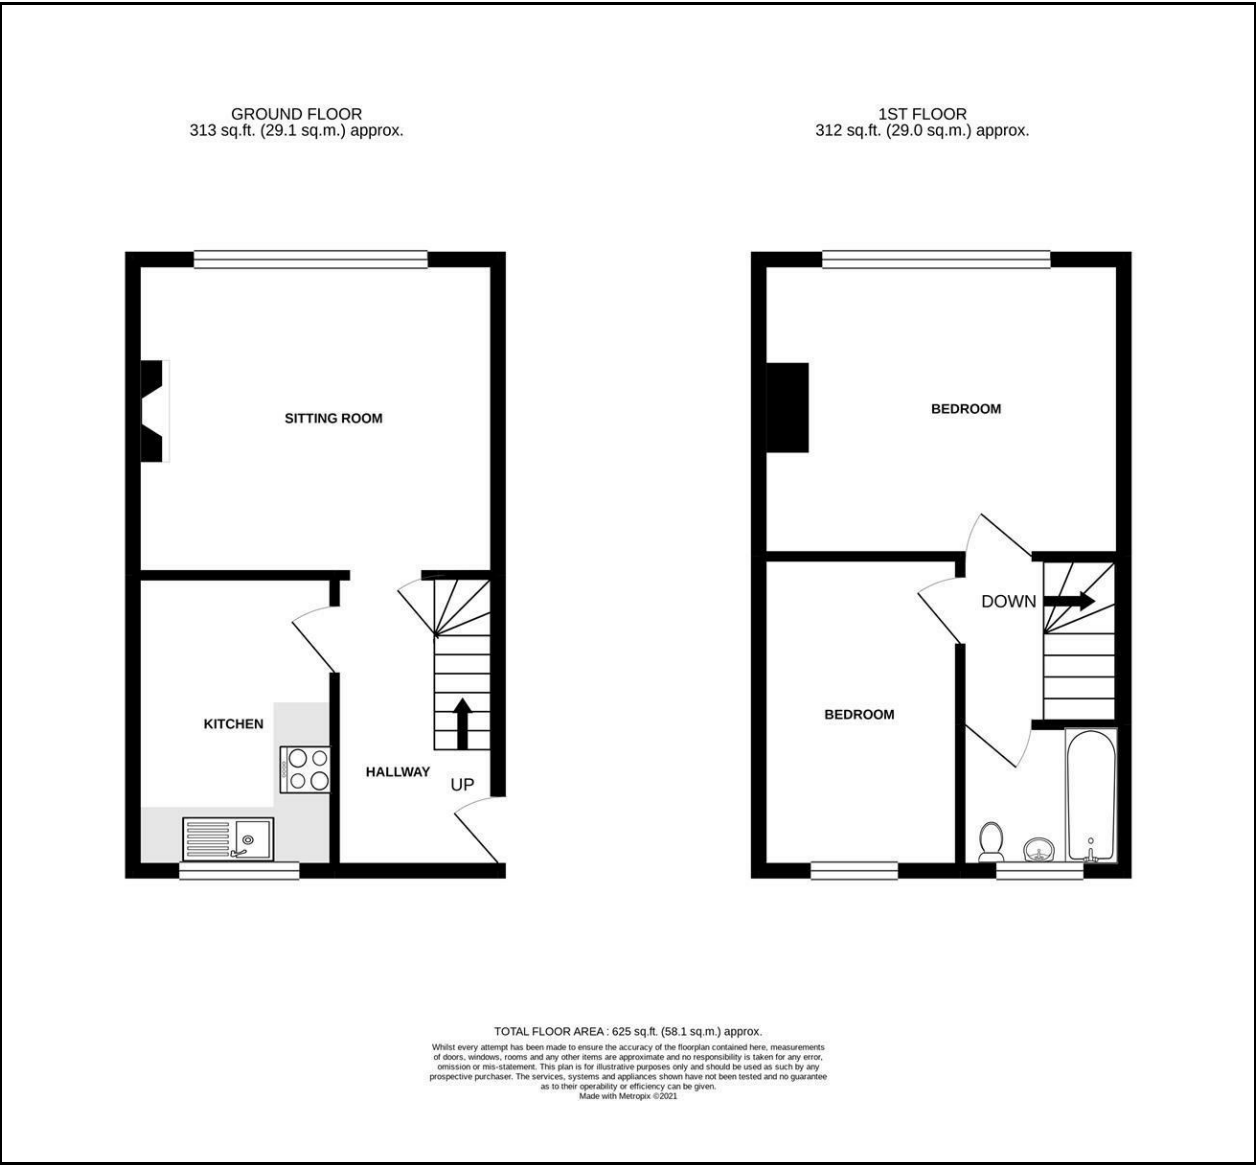 GROUND FLOOR
313 sq.ft. (29.1 sq.m.) approx.
1ST FLOOR
312 sq.ft. (29.0 sq.m.) approx.
SITTING ROOM
KITCHEN
HALLWAY
UP
BEDROOM
DOWN
BEDROOM
TOTAL FLOOR AREA : 625 sq.ft. (58.1 sq.m.) approx.
Whilst every attempt has been made to ensure the accuracy of the floorplan contained here, measurements
of doors, windows, rooms and any other items are approximate and no responsibility is taken for any error,
omission or mis-statement. This plan is for illustrative purposes only and should be used as such by any
prospective purchaser. The services, systems and appliances shown have not been tested and no guarantee
as to their operability or efficiency can be given.
Made with Metropix ©2021